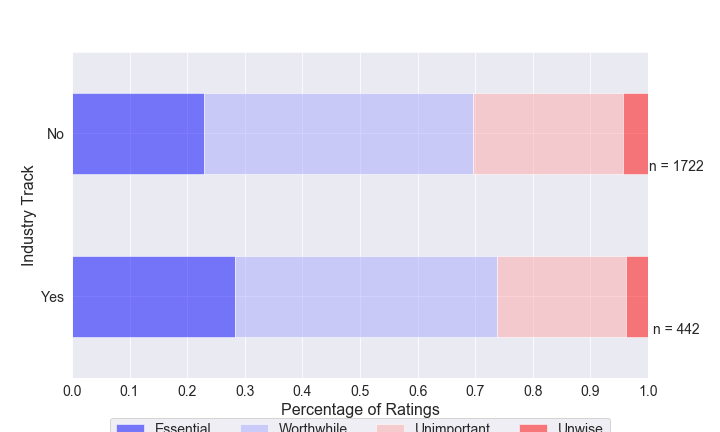 No
n = 1722
Industry Track
Yes
n = 442
0.0 0.1 0.2 0.3 0.4 0.5 0.6 0.7 0.8 0.9 1.0
Percentage of Ratings
Essential Worthwhile Unimportant Unwise